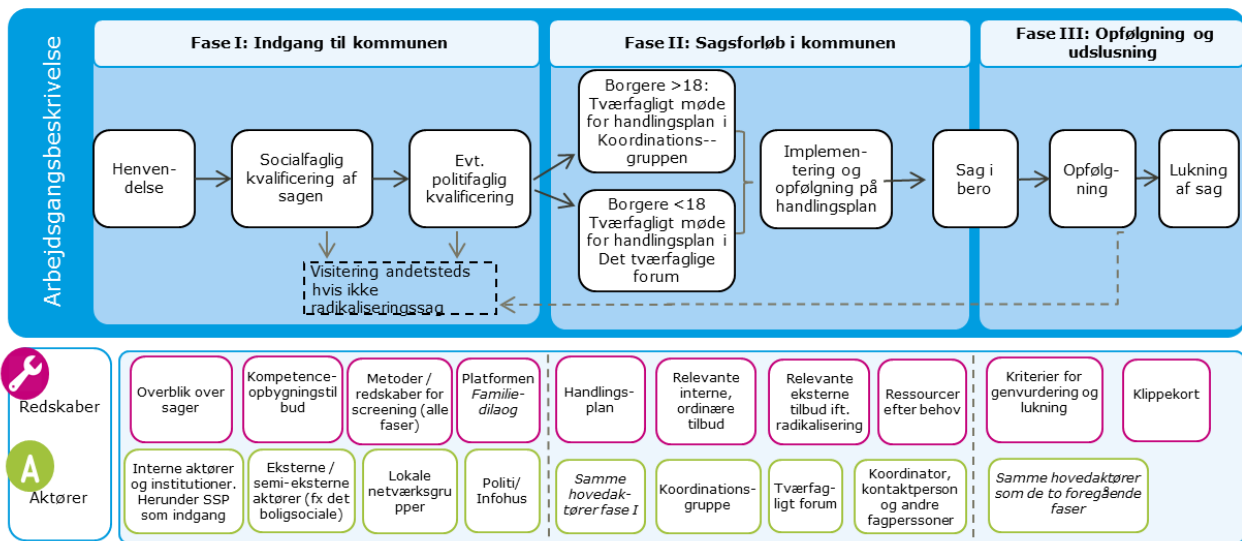 Arbejdsgangsbeskrivelse
Fase I: Indgang til kommunen
Fase II: Sagsforløb i kommunen
Fase III: Opfølgning og
udslusning
Henven-
delse
Socialfaglig
kvalificering af
sagen
Evt.
politifaglig
kvalificering
Visitering andetsteds
hvis ikke
radikaliseringssag
Borgere >18:
Tværfagligt møde
for handlingsplan i
Koordinations--
gruppen
Borgere <18
Tværfagligt møde
for handlingsplan i
Det tværfaglige
forum
Implemen-
tering og
opfølgning på
handlingsplan
Sag i
bero
Opfølg-
ning
Lukning
af sag
Redskaber
Overblik over
sager
Kompetence-
opbygningstil
bud
Metoder /
redskaber for
screening (alle
faser)
Platformen
Familie-
dilaog
Handlings-
plan
Relevante
interne,
ordinære
tilbud
Relevante
eksterne
tilbud ift.
radikalisering
Ressourcer
efter behov
Kriterier for
genvurdering og
lukning
Klippekort
A
Aktører
Interne aktører
og institutioner.
Herunder SSP
som indgang
Eksterne /
semi-eksterne
aktører (fx det
boligsociale)
Lokale
netværksgru
pper
Politi/
Infohus
Samme
hovedak-
tører fase I
Koordinations-
gruppe
Tværfag-
ligt forum
Koordinator,
kontaktperson
og andre
fagpersoner
Samme hovedaktører
som de to foregående
faser